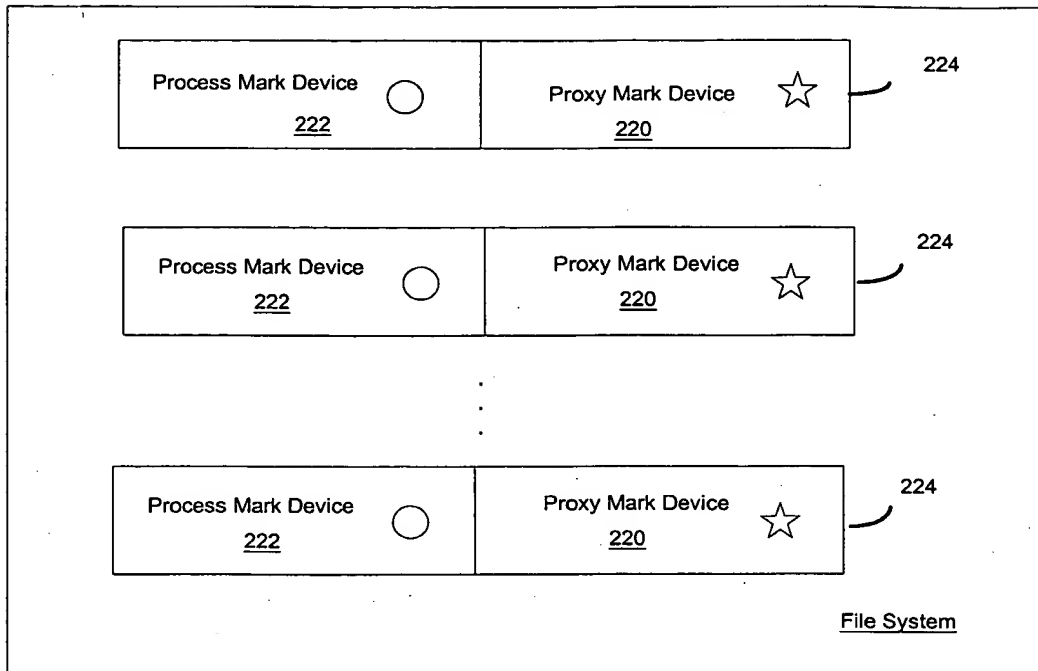 Process Mark Device
222
Proxy Mark Device
220
224
Process Mark Device
222
Proxy Mark Device
220
224
Process Mark Device
222
Proxy Mark Device
220
224
File System